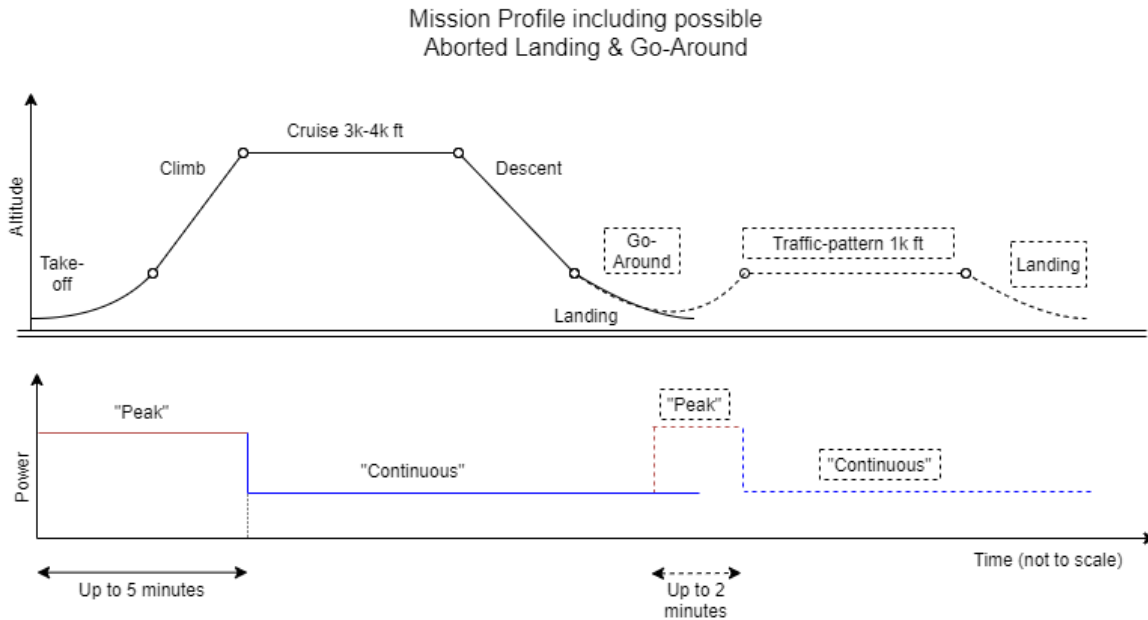 Mission Profile including possible
Aborted Landing & Go-Around
Altitude
Take-
off
Climb
Cruise 3k-4k ft
Descent
Landing
Go-
Around
Traffic-pattern 1k ft
Landing
Power
"Peak"
"Continuous"
"Peak"
"Continuous"
Time (not to scale)
Up to 5 minutes
Up to 2
minutes